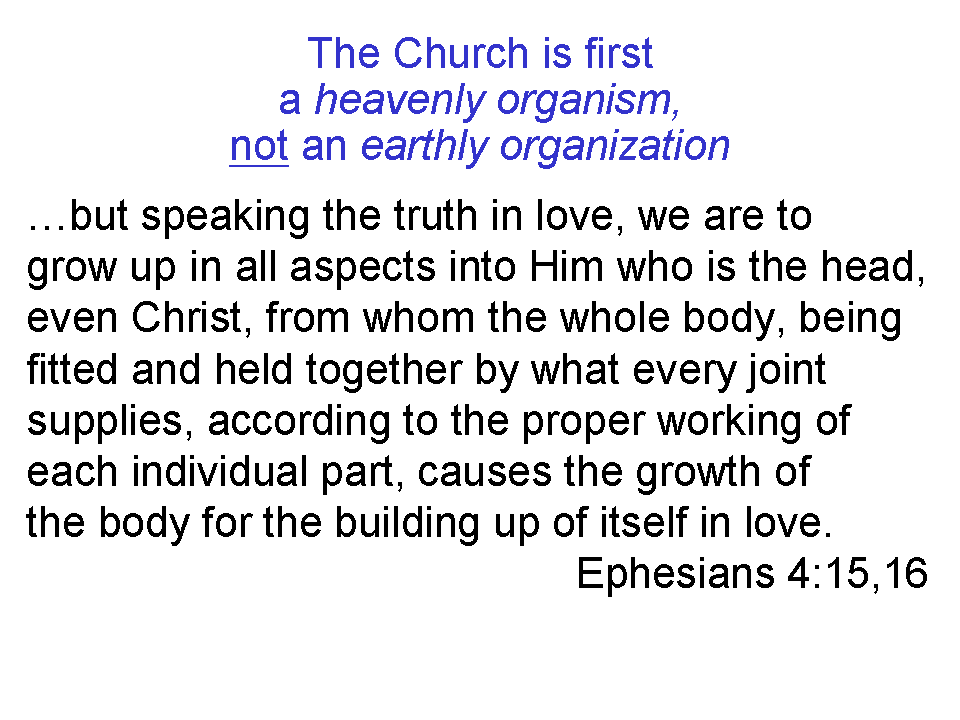 The Church is first
a heavenly organism,
not an earthly organization
…but speaking the truth in love, we are to
grow up in all aspects into Him who is the head,
even Christ, from whom the whole body, being
fitted and held together by what every joint
supplies, according to the proper working of
each individual part, causes the growth of
the body for the building up of itself in love.
Ephesians 4:15,16